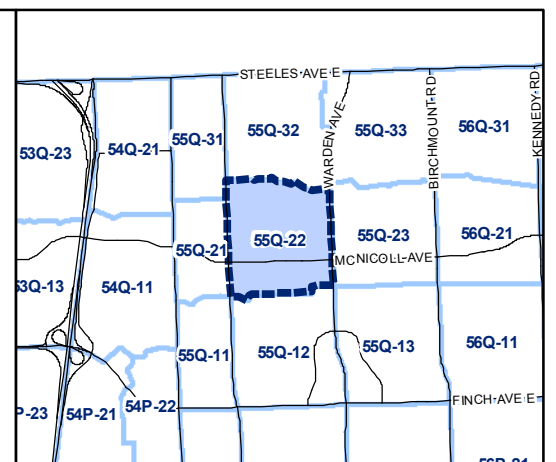 STEELES AVE E
WARDEN AVE
BIRCHMOUNT RD
KENNEDY RD
53Q-23
54Q-21
55Q-31
55Q-32
55Q-33
56Q-31
55Q-21
55Q-22
55Q-23
56Q-21
MCNICOLL AVE
3Q-13
54Q-11
55Q-11
55Q-12
55Q-13
56Q-11
FINCH AVE E
P-23
54P-21
54P-22